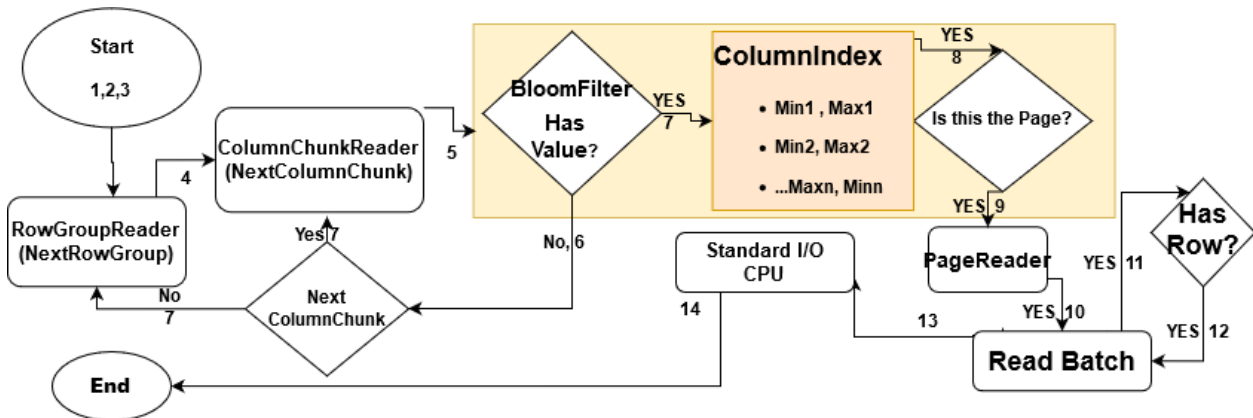 Start
1,2,3
4
RowGroupReader
(NextRowGroup)
ColumnChunkReader
(NextColumnChunk)
5
BloomFilter
Has
Value?
YES
7
ColumnIndex
• Min1 , Max1
• Min2, Max2
• ...Maxn, Minn
YES
8
Is this the Page?
YES 9
PageReader
YES 10
YES 11
Has
Row?
YES 12
Read Batch
13
Standard I/O
CPU
14
No, 6
Next
ColumnChunk
Yes 7
No
7
End